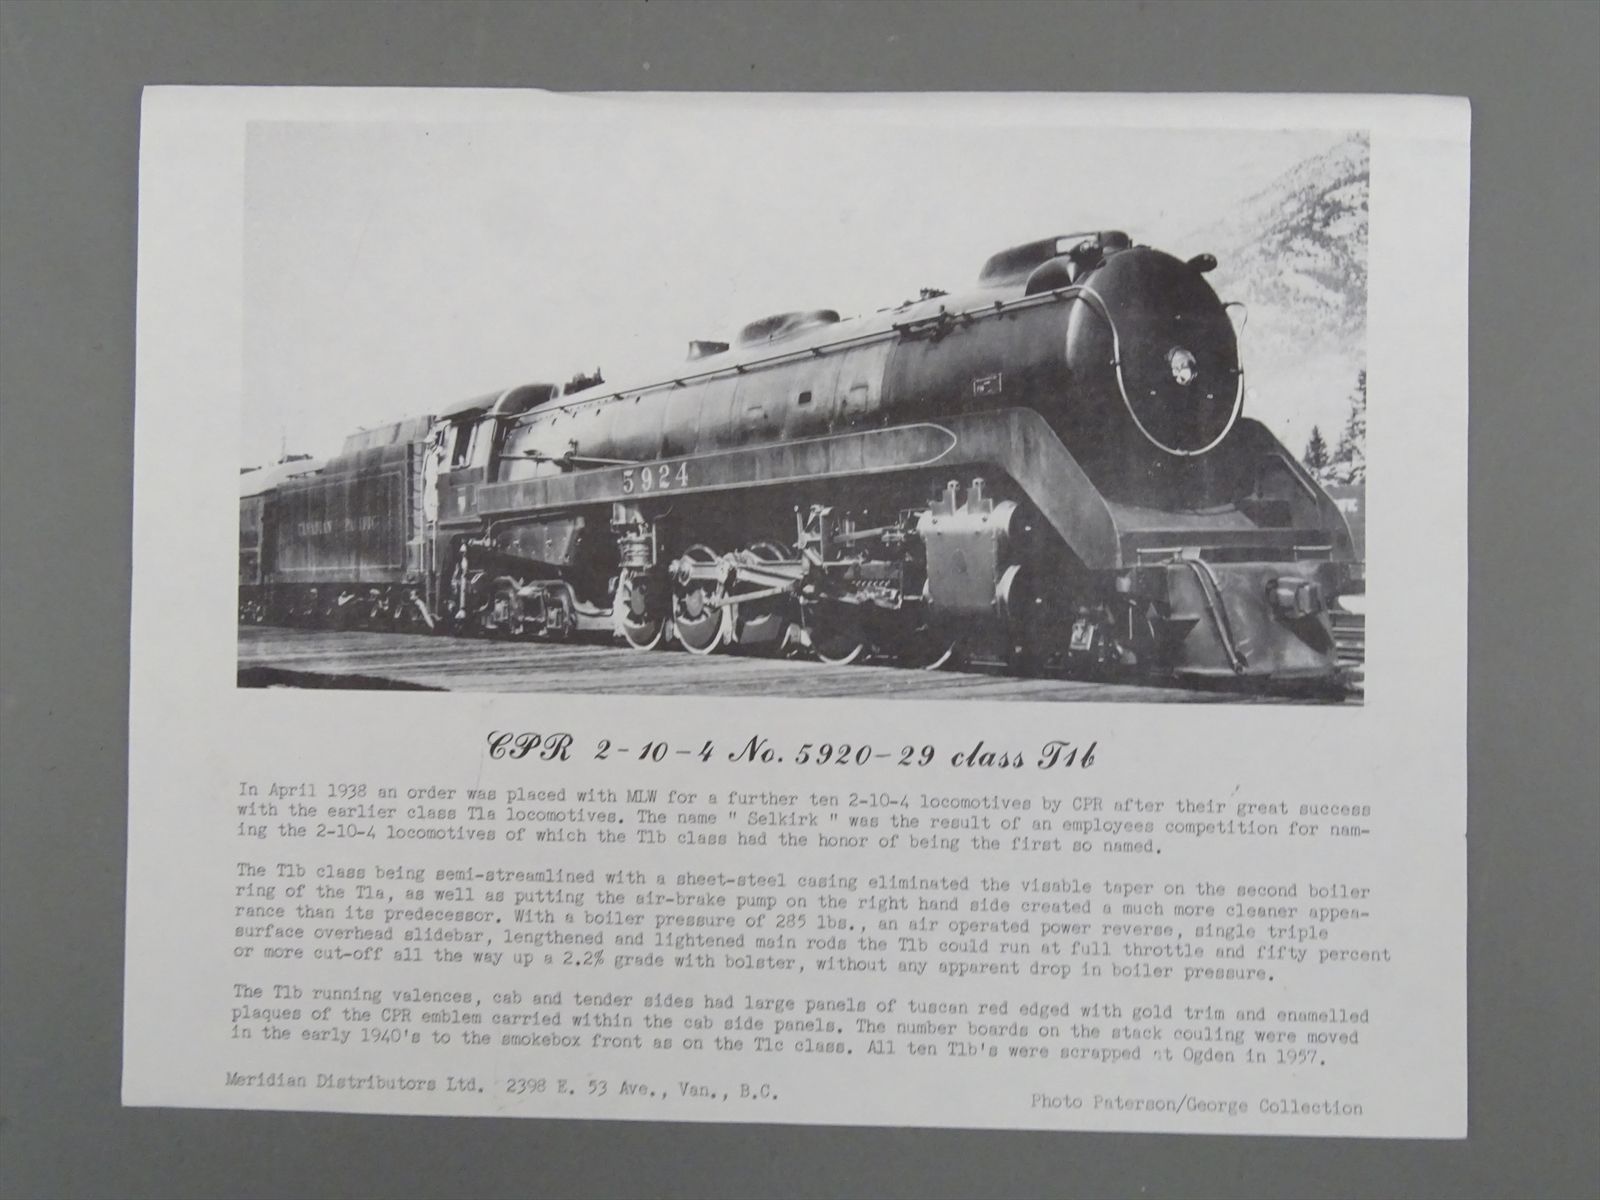 5924
CANADIAN PACIFIC
CPR 2-10-4 No. 5920-29 class T1b
In April 1938 an order was placed with MLW for a further ten 2-10-4 locomotives by CPR after their great success
with the earlier class T1a locomotives. The name " Selkirk " was the result of an employees competition for nam-
ing the 2-10-4 locomotives of which the T1b class had the honor of being the first so named.
The T1b class being semi-streamlined with a sheet-steel casing eliminated the visable taper on the second boiler
ring of the T1a, as well as putting the air-brake pump on the right hand side created a much more cleaner appea-
rance than its predecessor. With a boiler pressure of 285 lbs., an air operated power reverse, single triple
surface overhead slidebar, lengthened and lightened main rods the T1b could run at full throttle and fifty percent
or more cut-off all the way up a 2.2% grade with bolster, without any apparent drop in boiler pressure.
The T1b running valences, cab and tender sides had large panels of tuscan red edged with gold trim and enamelled
plaques of the CPR emblem carried within the cab side panels. The number boards on the stack couling were moved
in the early 1940's to the smokebox front as on the T1c class. All ten T1b's were scrapped at Ogden in 1957.
Meridian Distributors Ltd. 2398 E. 53 Ave., Van., B.C.
Photo Paterson/George Collection